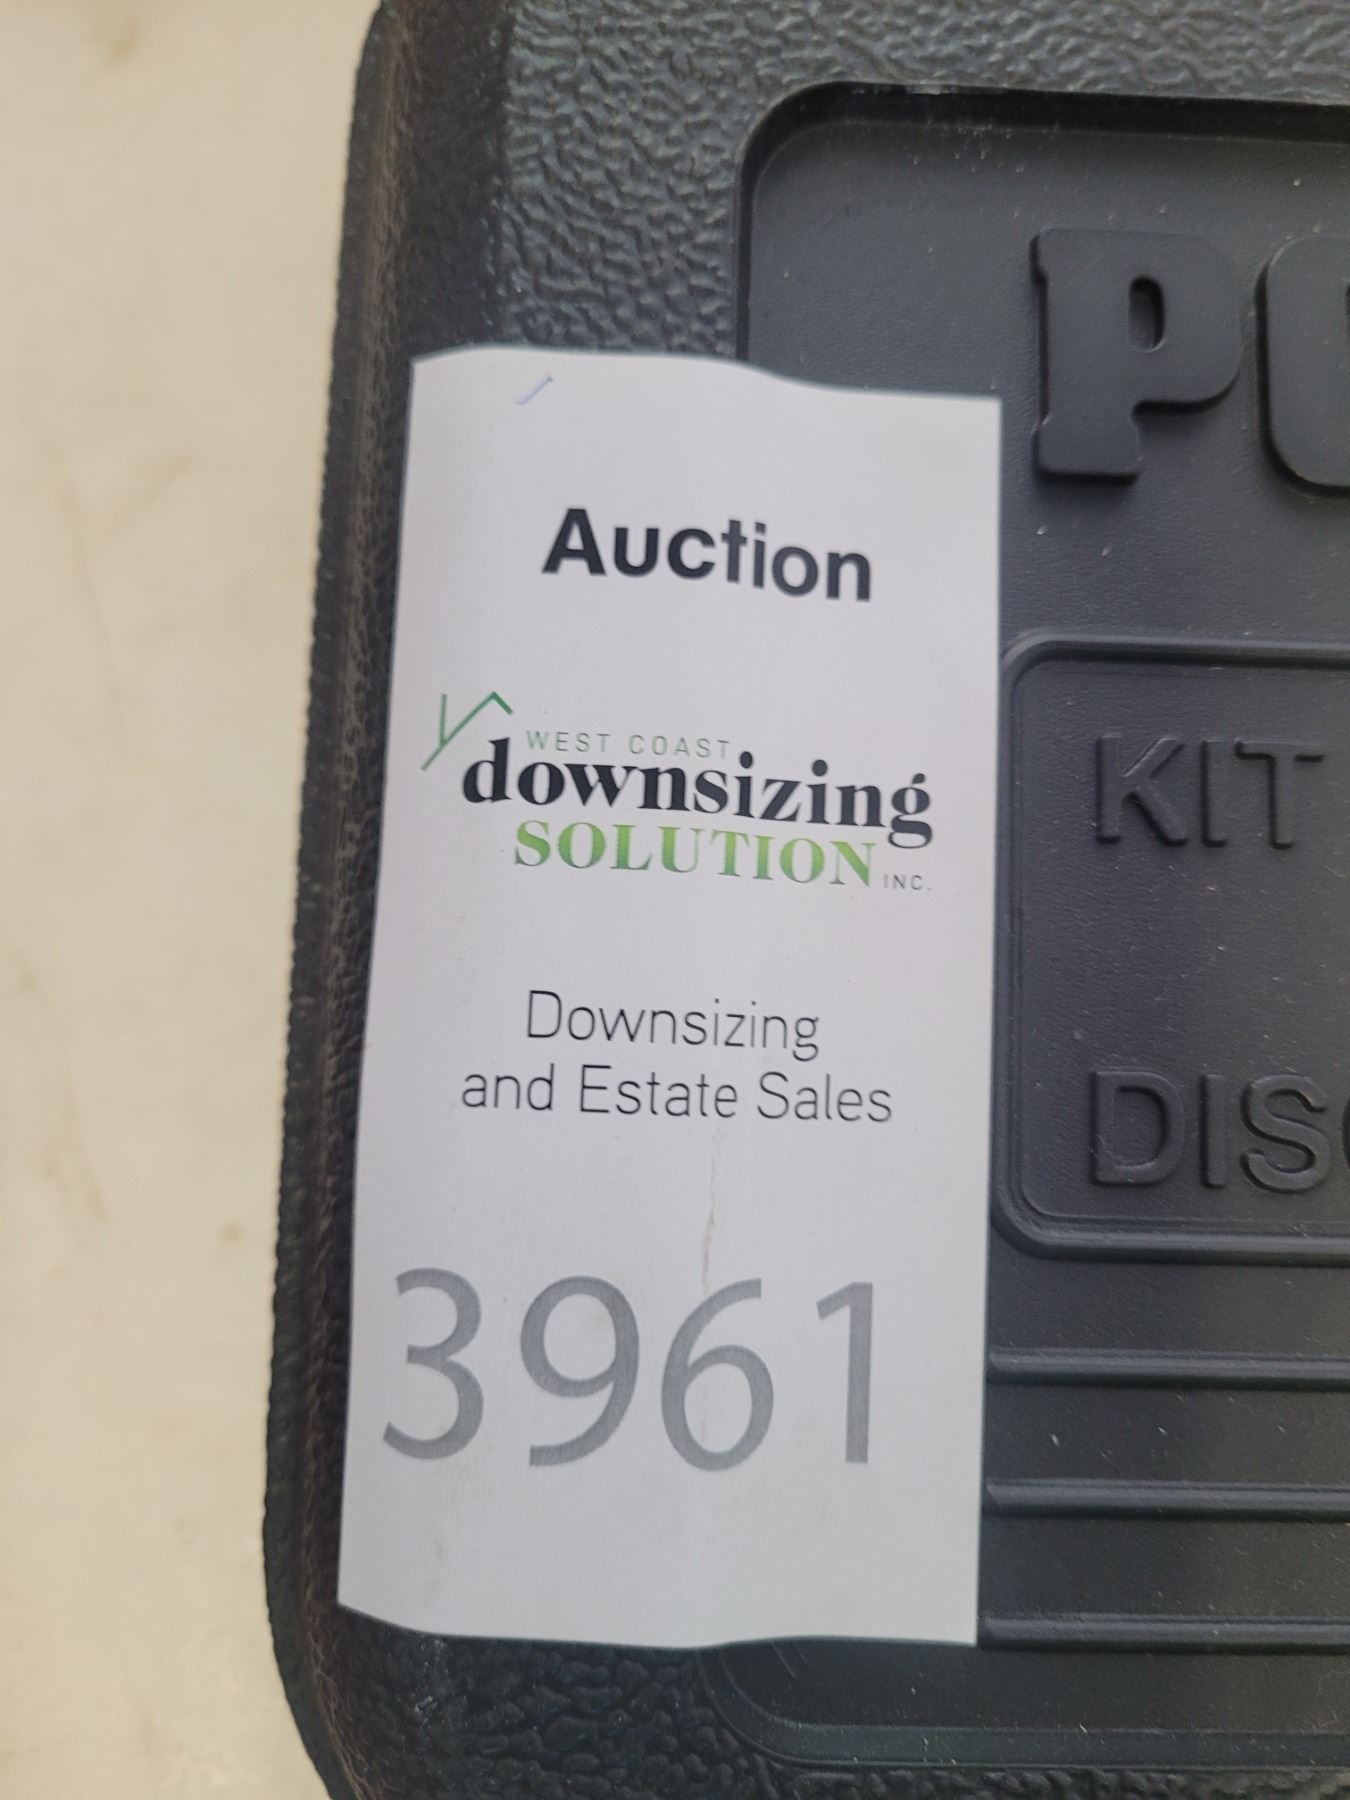 Auction
WEST COAST
downsizing
SOLUTION INC.
Downsizing
and Estate Sales
3961
KIT